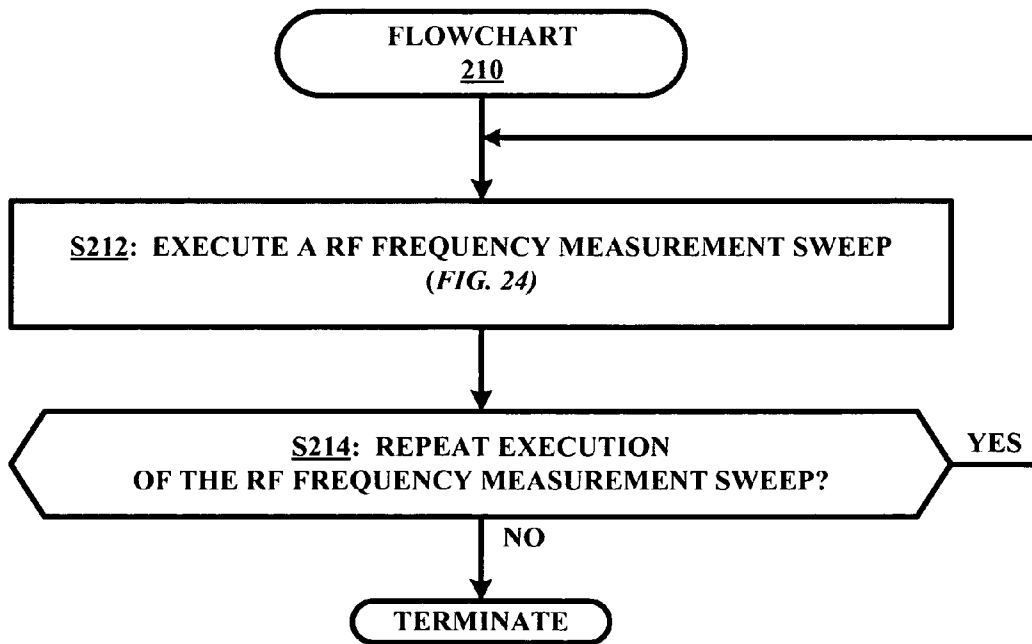 FLOWCHART
210
S212: EXECUTE A RF FREQUENCY MEASUREMENT SWEEP
(FIG. 24)
S214: REPEAT EXECUTION
OF THE RF FREQUENCY MEASUREMENT SWEEP?
YES
NO
TERMINATE